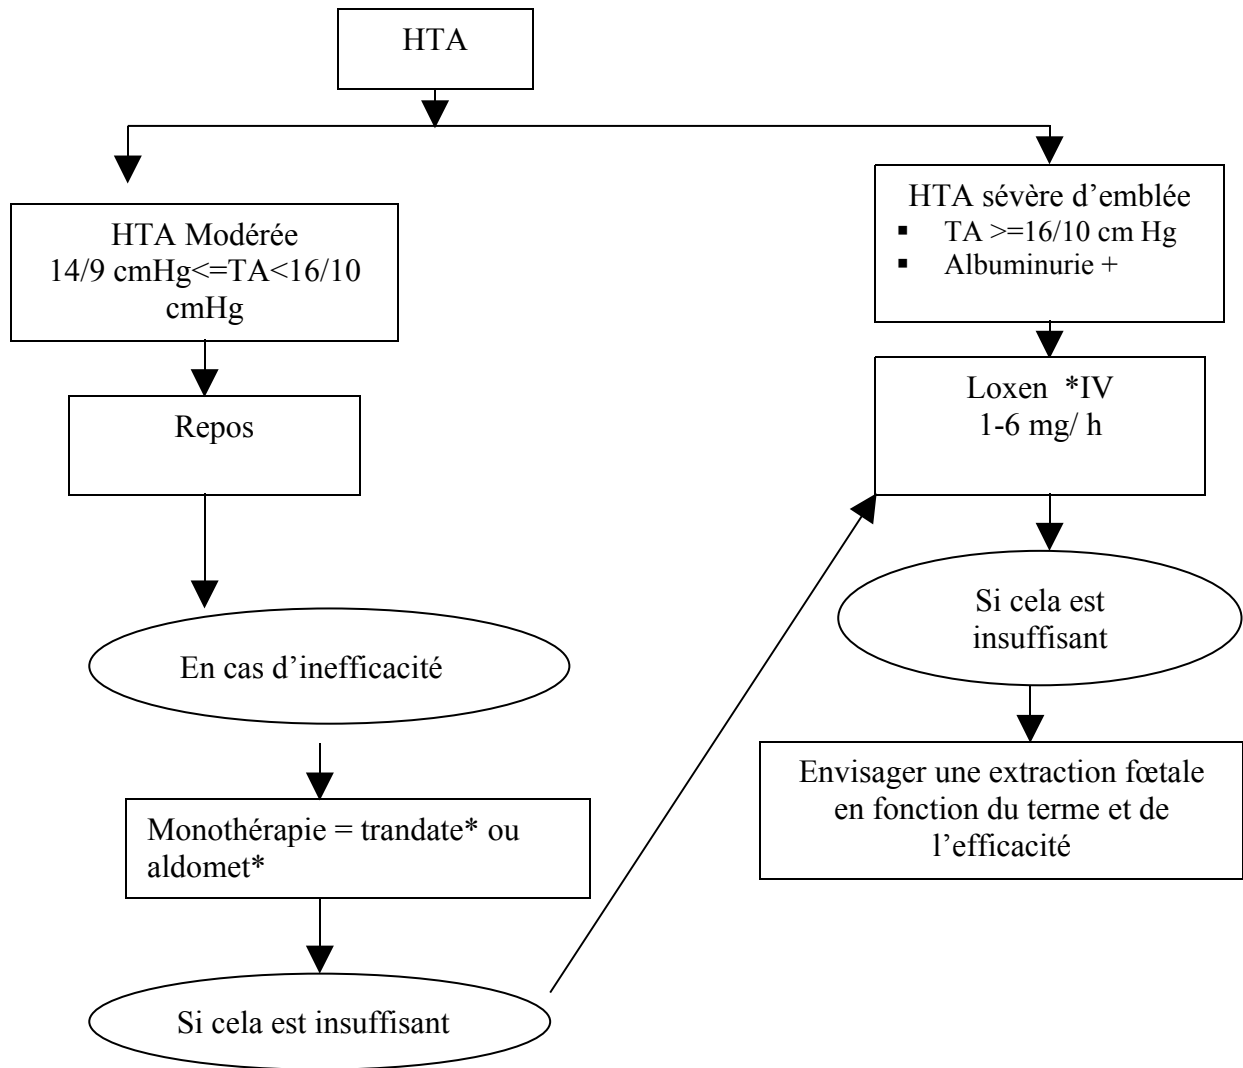 HTA
HTA Modérée
14/9 cmHg<=TA<16/10
cmHg
Repos
En cas d’inefficacité
Monothérapie = trandate* ou
aldomet*
Si cela est insuffisant
HTA sévère d’emblée
▪ TA >=16/10 cm Hg
▪ Albuminurie +
Loxen *IV
1-6 mg/ h
Si cela est
insuffisant
Envisager une extraction fœtale
en fonction du terme et de
l’efficacité